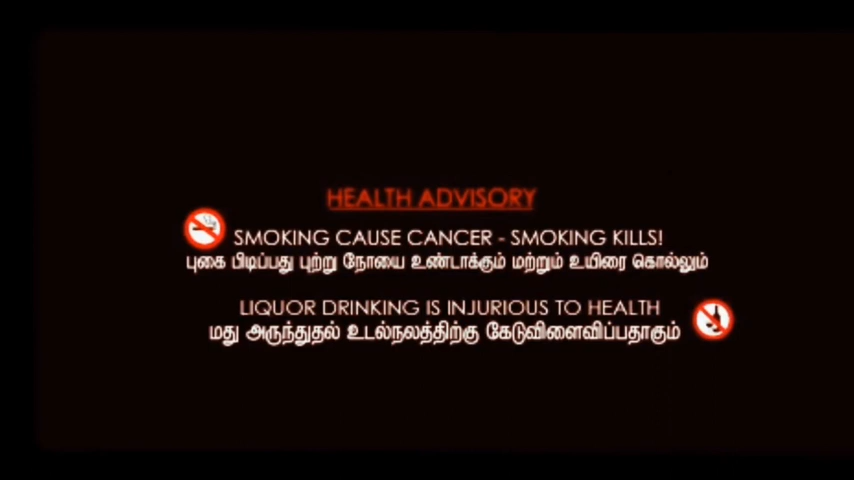 HEALTH ADVISORY
SMOKING CAUSE CANCER - SMOKING KILLS!
புகை பிடிப்பது புற்று நோயை உண்டாக்கும் மற்றும் உயிரை கொல்லும்
LIQUOR DRINKING IS INJURIOUS TO HEALTH
மது அருந்துதல் உடல்நலத்திற்கு கேடுவிளைவிப்பதாகும்